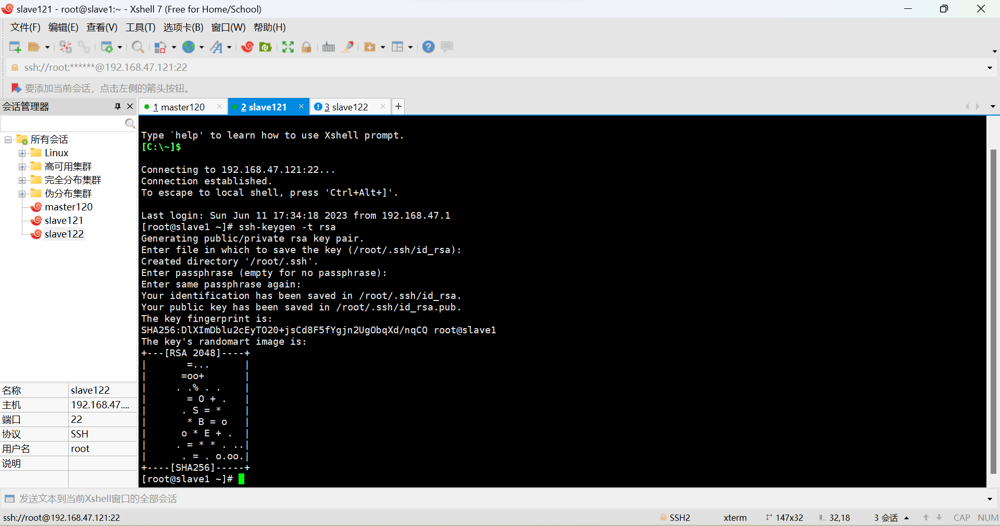 slave121 - root@slave1:~ - Xshell 7 (Free for Home/School)
文件(F) 编辑(E) 查看(V) 工具(T) 选项卡(B) 窗口(W) 帮助(H)
ssh://root:******@192.168.47.121:22
要添加当前会话，点击左侧的箭头按钮。
会话管理器
1 master120
2 slave121
3 slave122
所有会话
Linux
高可用集群
完全分布集群
伪分布集群
master120
slave121
slave122
名称 slave122
主机 192.168.47....
端口 22
协议 SSH
用户名 root
说明
Type `help' to learn how to use Xshell prompt.
[C:\~]$
Connecting to 192.168.47.121:22...
Connection established.
To escape to local shell, press 'Ctrl+Alt+]'.
Last login: Sun Jun 11 17:34:18 2023 from 192.168.47.1
[root@slave1 ~]# ssh-keygen -t rsa
Generating public/private rsa key pair.
Enter file in which to save the key (/root/.ssh/id_rsa):
Created directory '/root/.ssh'.
Enter passphrase (empty for no passphrase):
Enter same passphrase again:
Your identification has been saved in /root/.ssh/id_rsa.
Your public key has been saved in /root/.ssh/id_rsa.pub.
The key fingerprint is:
SHA256:DlXImDblu2cEyTO20+jsCd8F5fYgjn2UgObqXd/nqCQ root@slave1
The key's randomart image is:
+---[RSA 2048]----+
|       =...      |
|      =oo+       |
|     . .% . .    |
|       = O + .   |
|      . S = *    |
|       * B = o   |
|      o * E + .  |
|     . = * * . ..|
|      . = . o.oo.|
+----[SHA256]-----+
[root@slave1 ~]#
发送文本到当前Xshell窗口的全部会话
ssh://root@192.168.47.121:22 SSH2 xterm 147x32 32,18 3 会话 CAP NUM